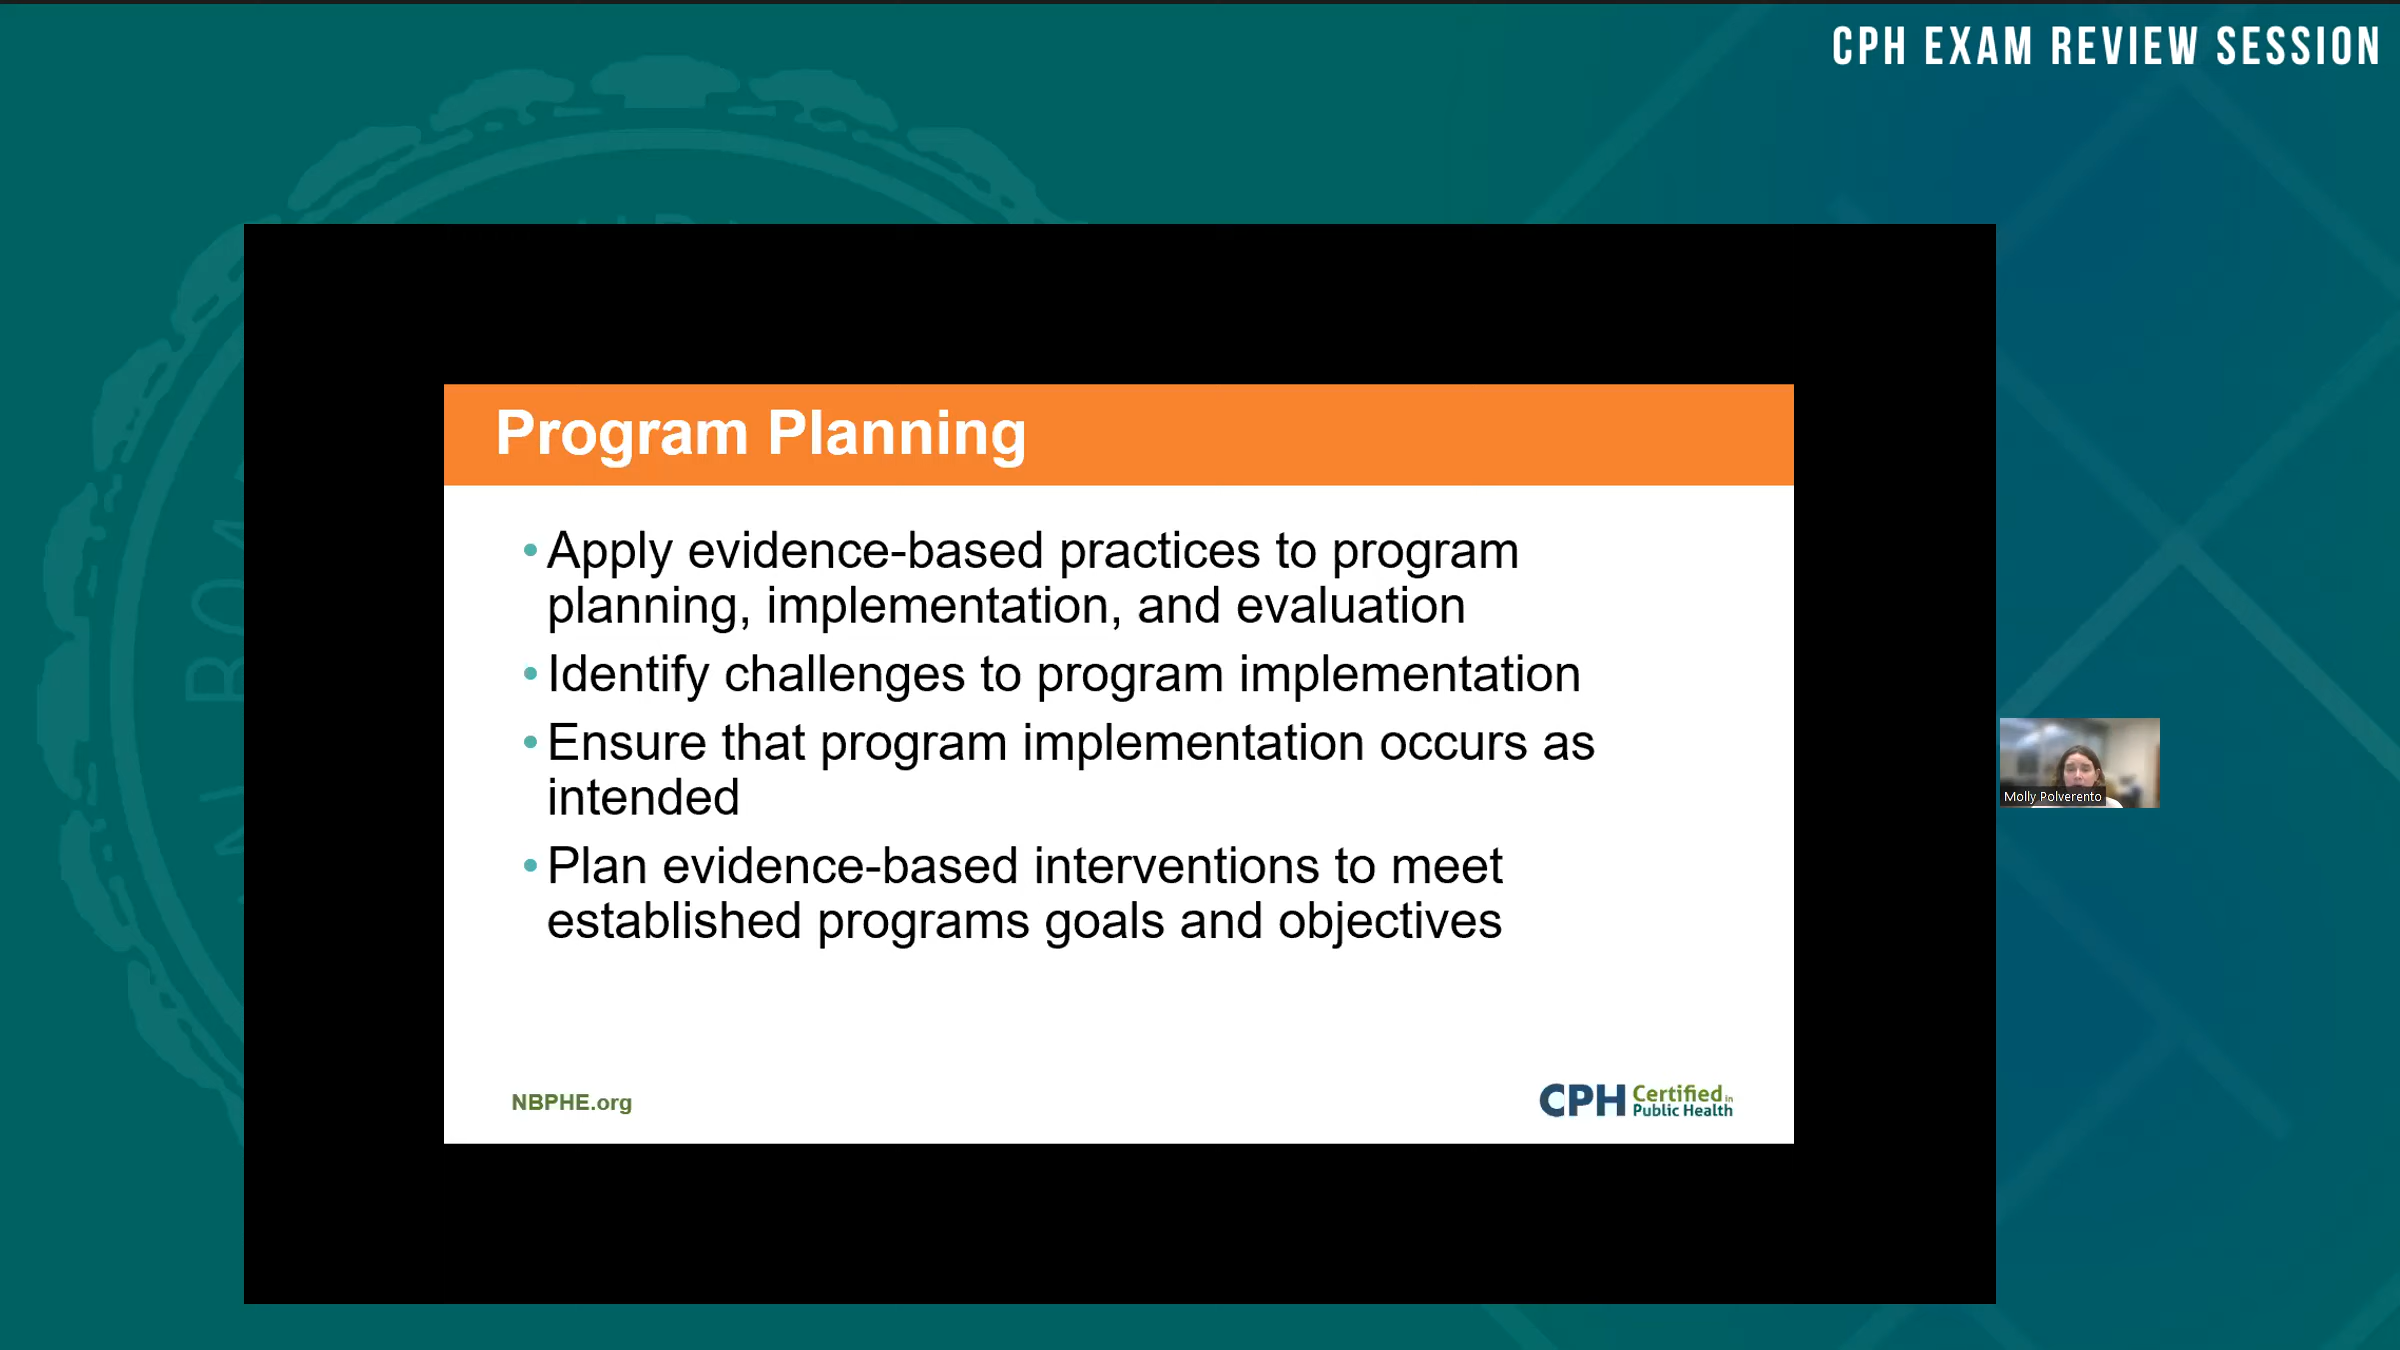 CPH EXAM REVIEW SESSION
Program Planning
• Apply evidence-based practices to program
planning, implementation, and evaluation
• Identify challenges to program implementation
• Ensure that program implementation occurs as
intended
• Plan evidence-based interventions to meet
established programs goals and objectives
NBPHE.org
CPH Certified in
Public Health
Molly Polverento